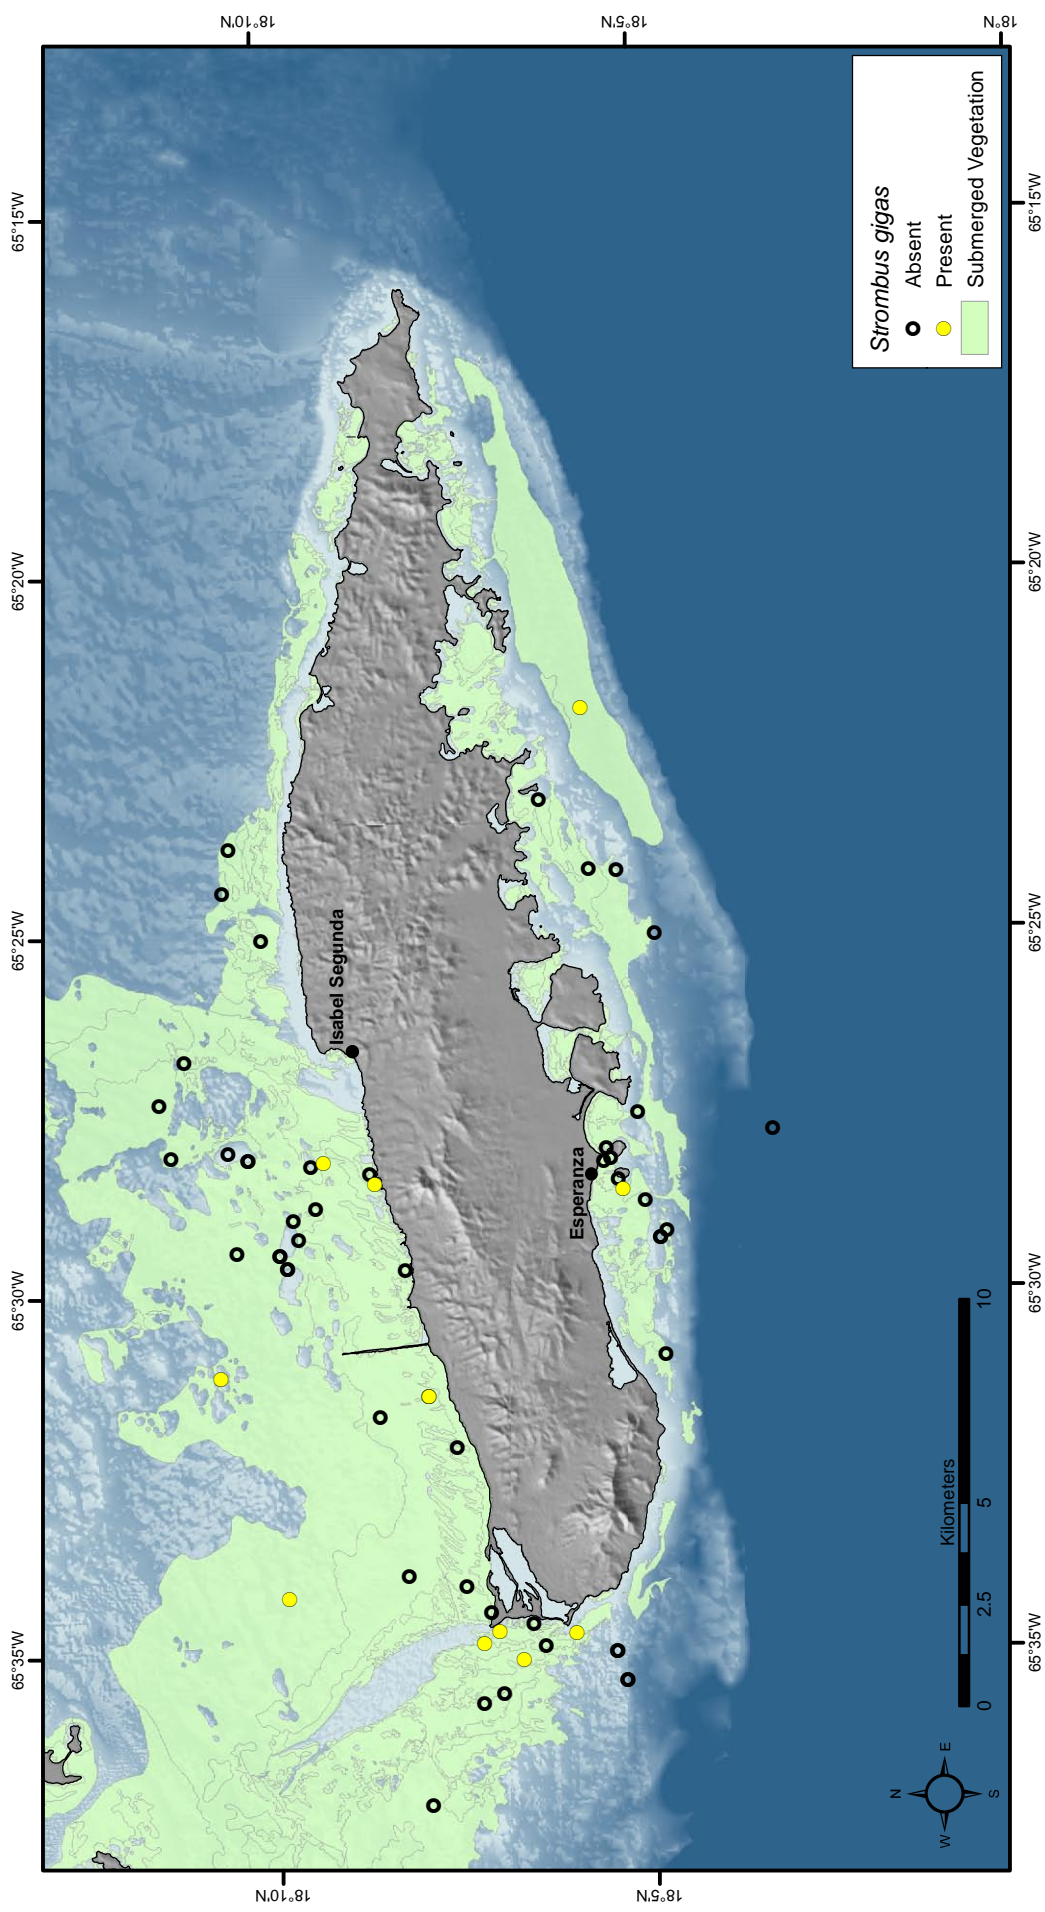 65°35'W
65°30'W
65°25'W
65°20'W
65°15'W
18°10'N
18°10'N
18°5'N
18°5'N
18°N
Isabel Segunda
Esperanza
Strombus gigas
Absent
Present
Submerged Vegetation
N
W
E
S
Kilometers
0
2.5
5
10
65°35'W
65°30'W
65°25'W
65°20'W
65°15'W